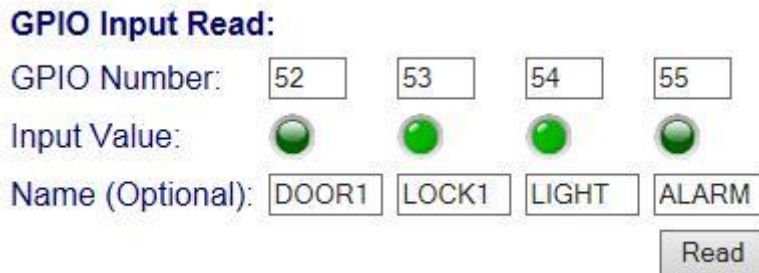 GPIO Input Read:
GPIO Number: 52 53 54 55
Input Value:
Name (Optional): DOOR1 LOCK1 LIGHT ALARM
Read